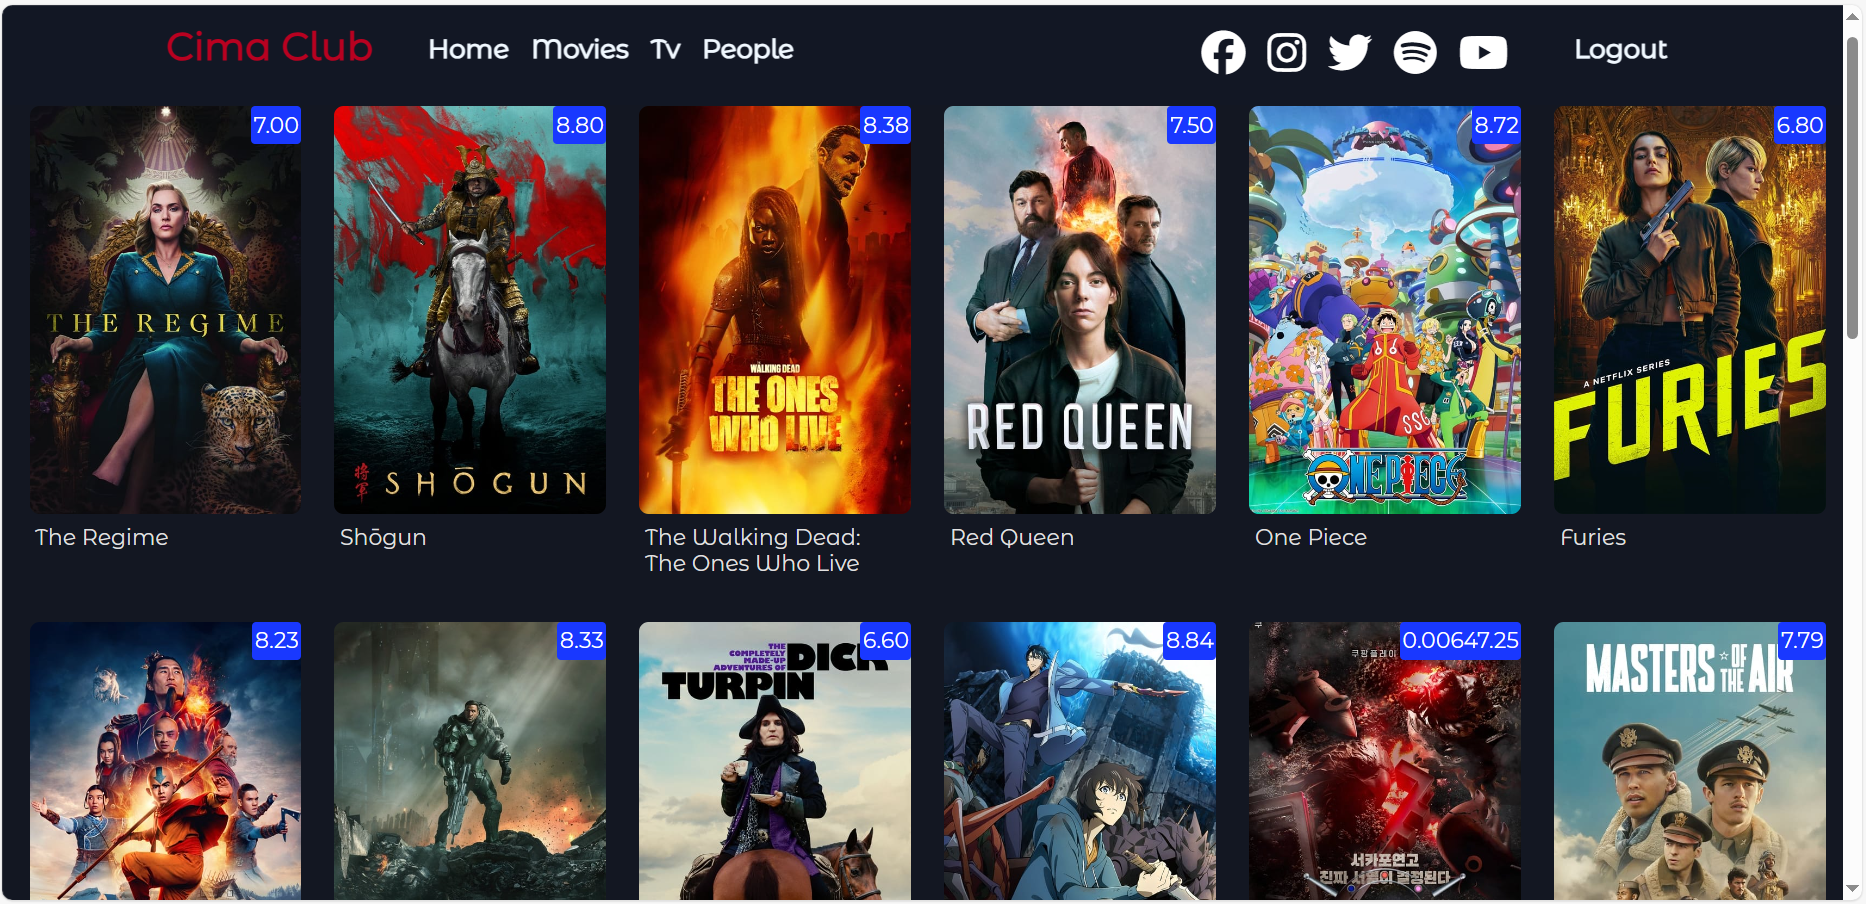 Cima Club Home Movies Tv People Logout
7.00
THE REGIME
The Regime
8.80
将軍 SHŌGUN
Shōgun
8.38
THE WALKING DEAD
THE ONES
WHO LIVE
The Walking Dead:
The Ones Who Live
7.50
RED QUEEN
Red Queen
8.72
SSG
ONE PIECE
One Piece
6.80
A NETFLIX SERIES
FURIES
Furies
8.23
8.33
6.60
THE
COMPLETELY
MADE-UP
ADVENTURES OF
DICK
TURPIN
8.84
0.00647.25
쿠팡플레이
서카포연고
진짜 서열이 결정된다
7.79
MASTERS OF
THE AIR